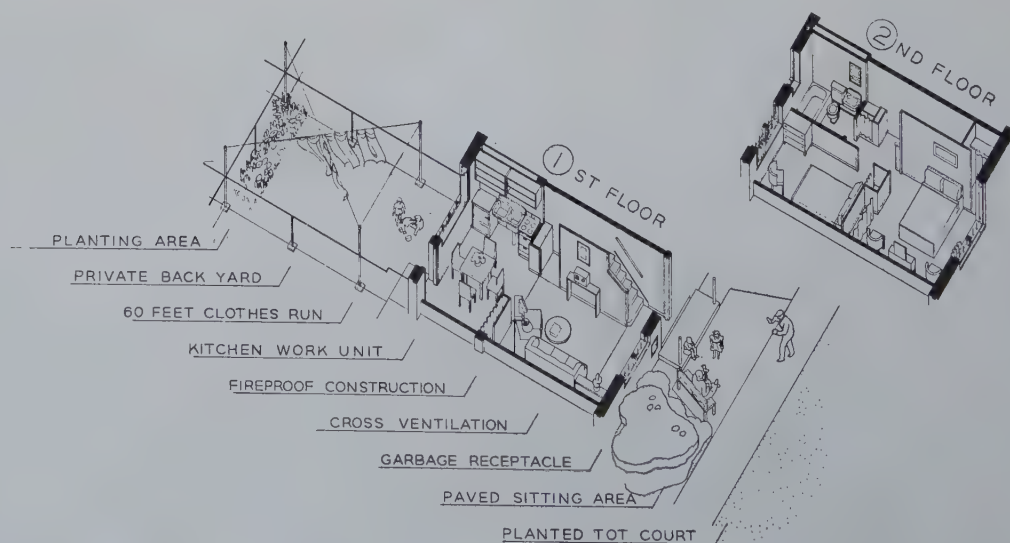 2ND FLOOR
1ST FLOOR
PLANTING AREA
PRIVATE BACK YARD
60 FEET CLOTHES RUN
KITCHEN WORK UNIT
FIREPROOF CONSTRUCTION
CROSS VENTILATION
GARBAGE RECEPTACLE
PAVED SITTING AREA
PLANTED TOT COURT